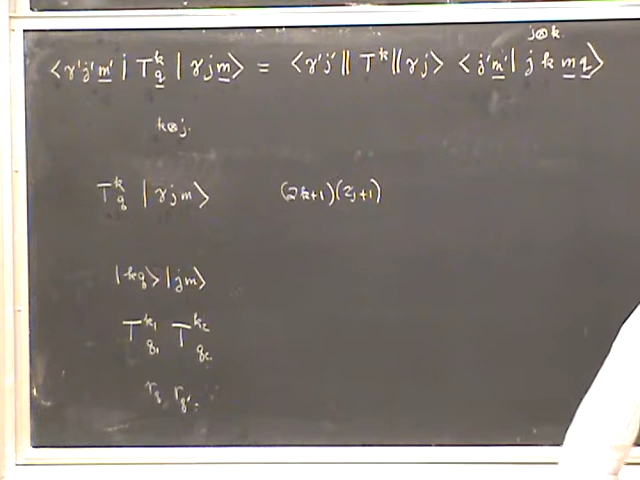 j⊗k.
⟨γ'j'm'| T^k_q |γjm⟩ = ⟨γ'j'|| T^k ||γj⟩ ⟨j'm'| j k m q⟩
k⊗j.
T^k_q |γjm⟩ (2k+1)(2j+1)
|kq⟩|jm⟩
T^{k_1}_{q_1} T^{k_2}_{q_2}
r_q r_{q'}